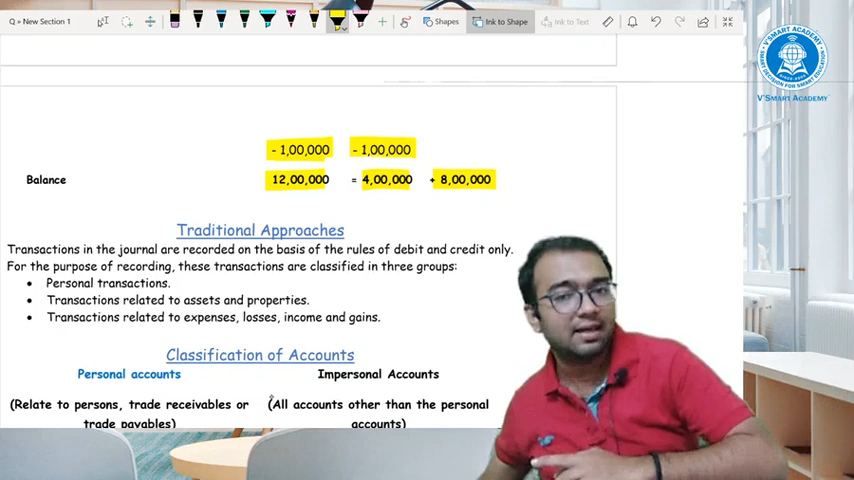 Q » New Section 1
Shapes
Ink to Shape
Ink to Text
V'SMART ACADEMY
SINCE 2005
V'SMART ACADEMY
- 1,00,000 - 1,00,000
Balance 12,00,000 = 4,00,000 + 8,00,000
Traditional Approaches
Transactions in the journal are recorded on the basis of the rules of debit and credit only.
For the purpose of recording, these transactions are classified in three groups:
• Personal transactions.
• Transactions related to assets and properties.
• Transactions related to expenses, losses, income and gains.
Classification of Accounts
Personal accounts Impersonal Accounts
(Relate to persons, trade receivables or (All accounts other than the personal
trade payables) accounts)